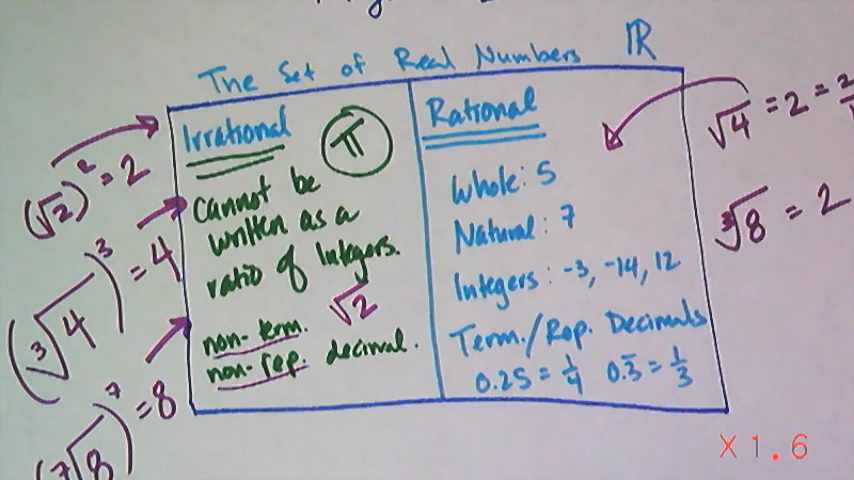 The Set of Real Numbers ℝ
Irrational
π
Cannot be
written as a
ratio of Integers.
√2
non-term.
non-rep. decimal.
Rational
Whole: 5
Natural: 7
Integers: -3, -14, 12
Term./Rep. Decimals
0.25 = 1/4 0.3̅ = 1/3
(√2)² = 2
(∛4)³ = 4
(⁷√8)⁷ = 8
√4 = 2 = 2/1
∛8 = 2
X1.6